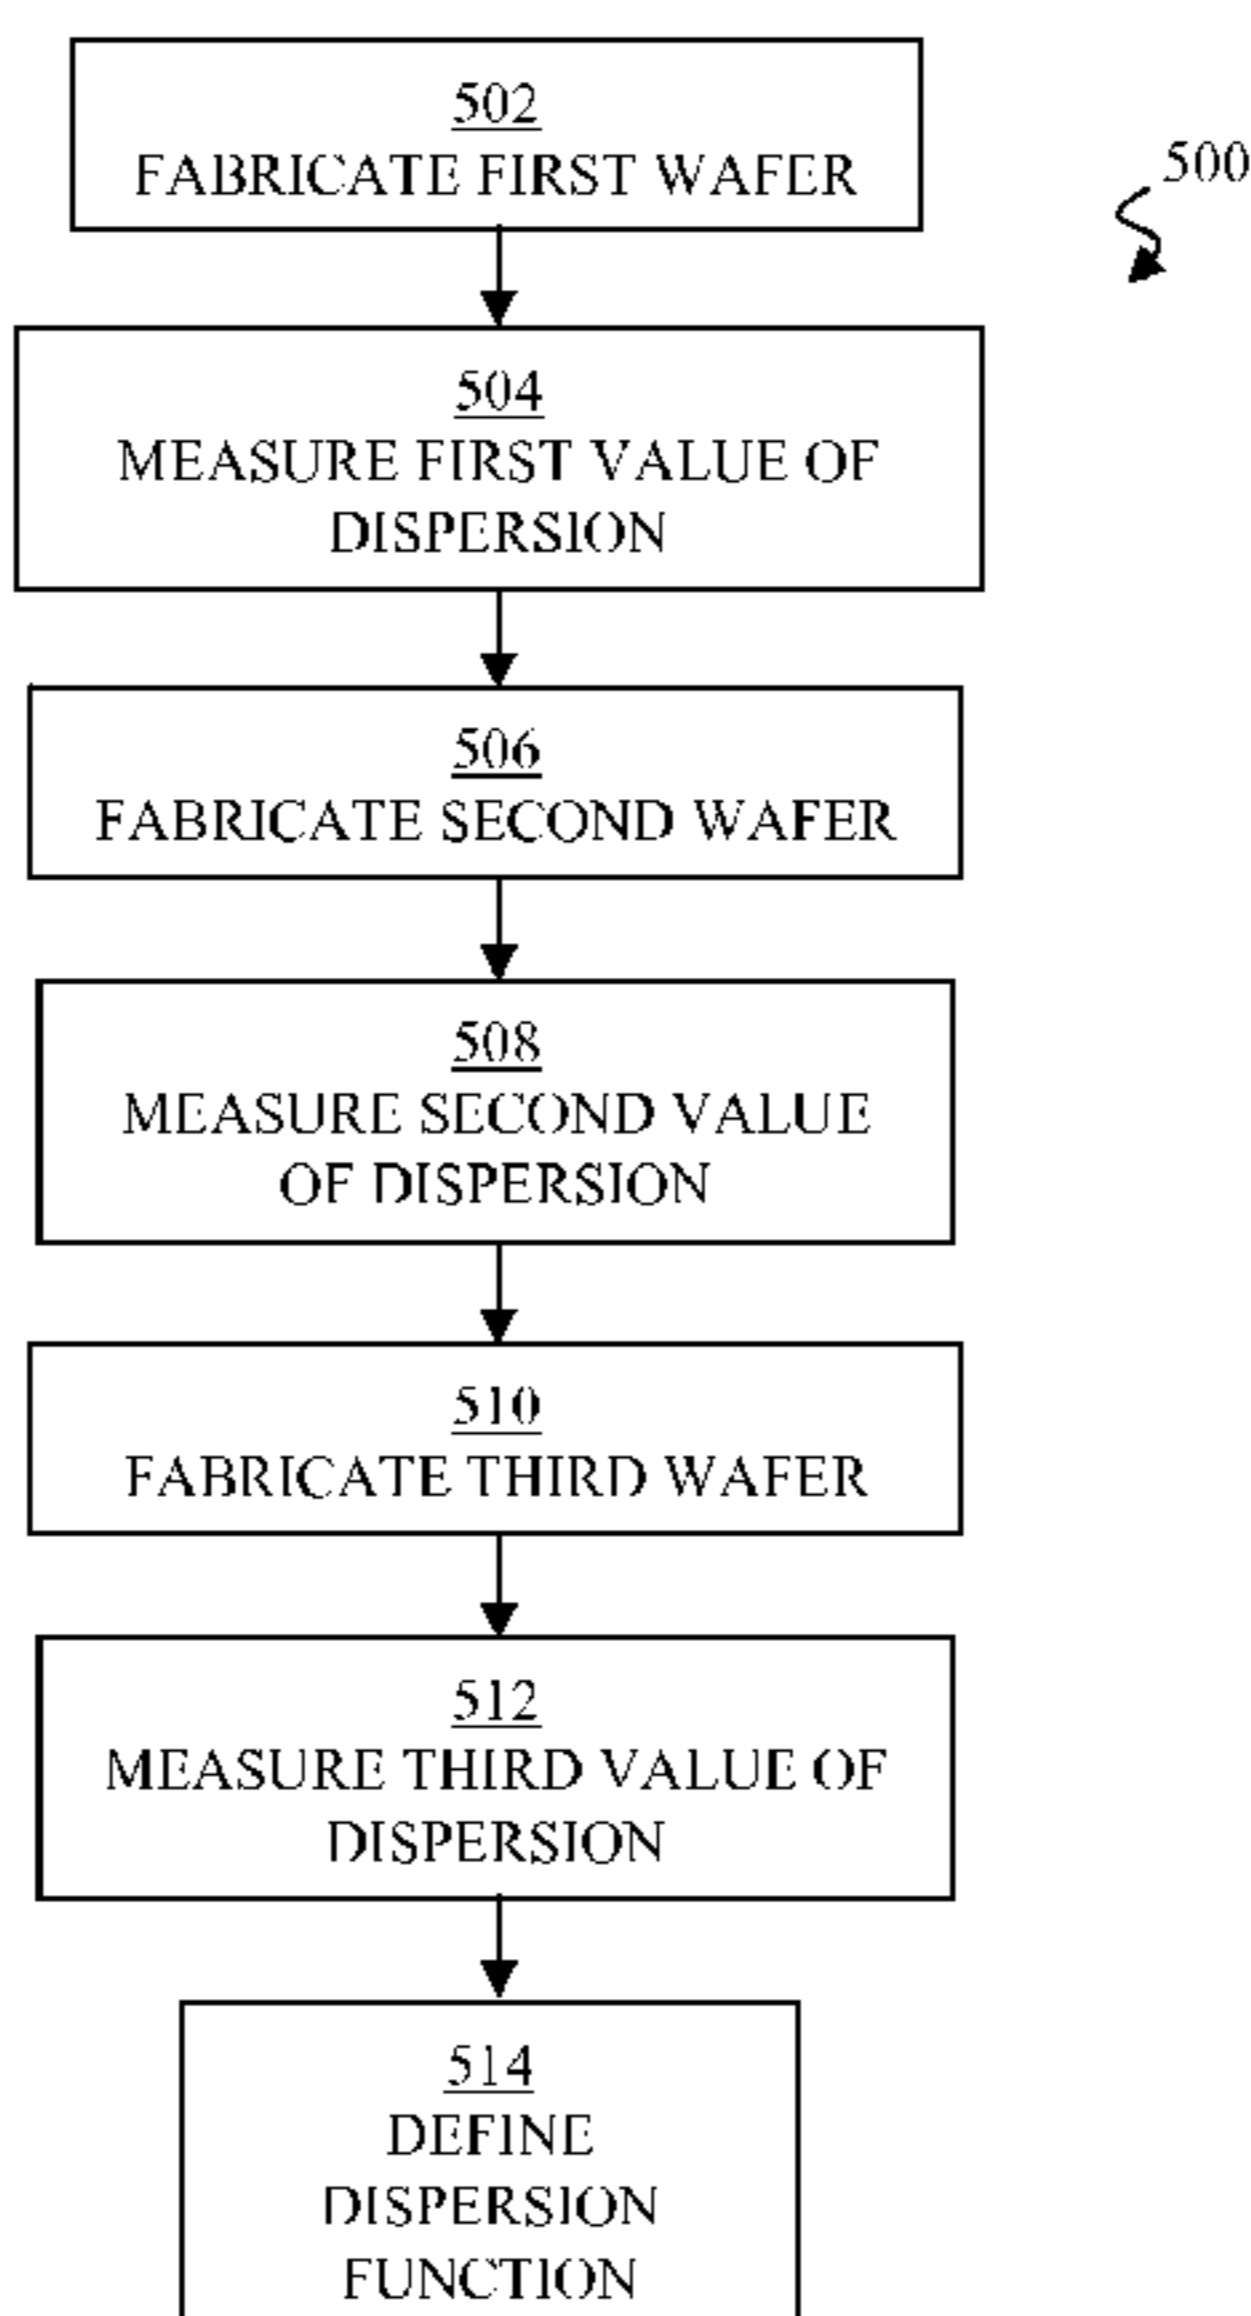 502
FABRICATE FIRST WAFER
500
504
MEASURE FIRST VALUE OF
DISPERSION
506
FABRICATE SECOND WAFER
508
MEASURE SECOND VALUE
OF DISPERSION
510
FABRICATE THIRD WAFER
512
MEASURE THIRD VALUE OF
DISPERSION
514
DEFINE
DISPERSION
FUNCTION